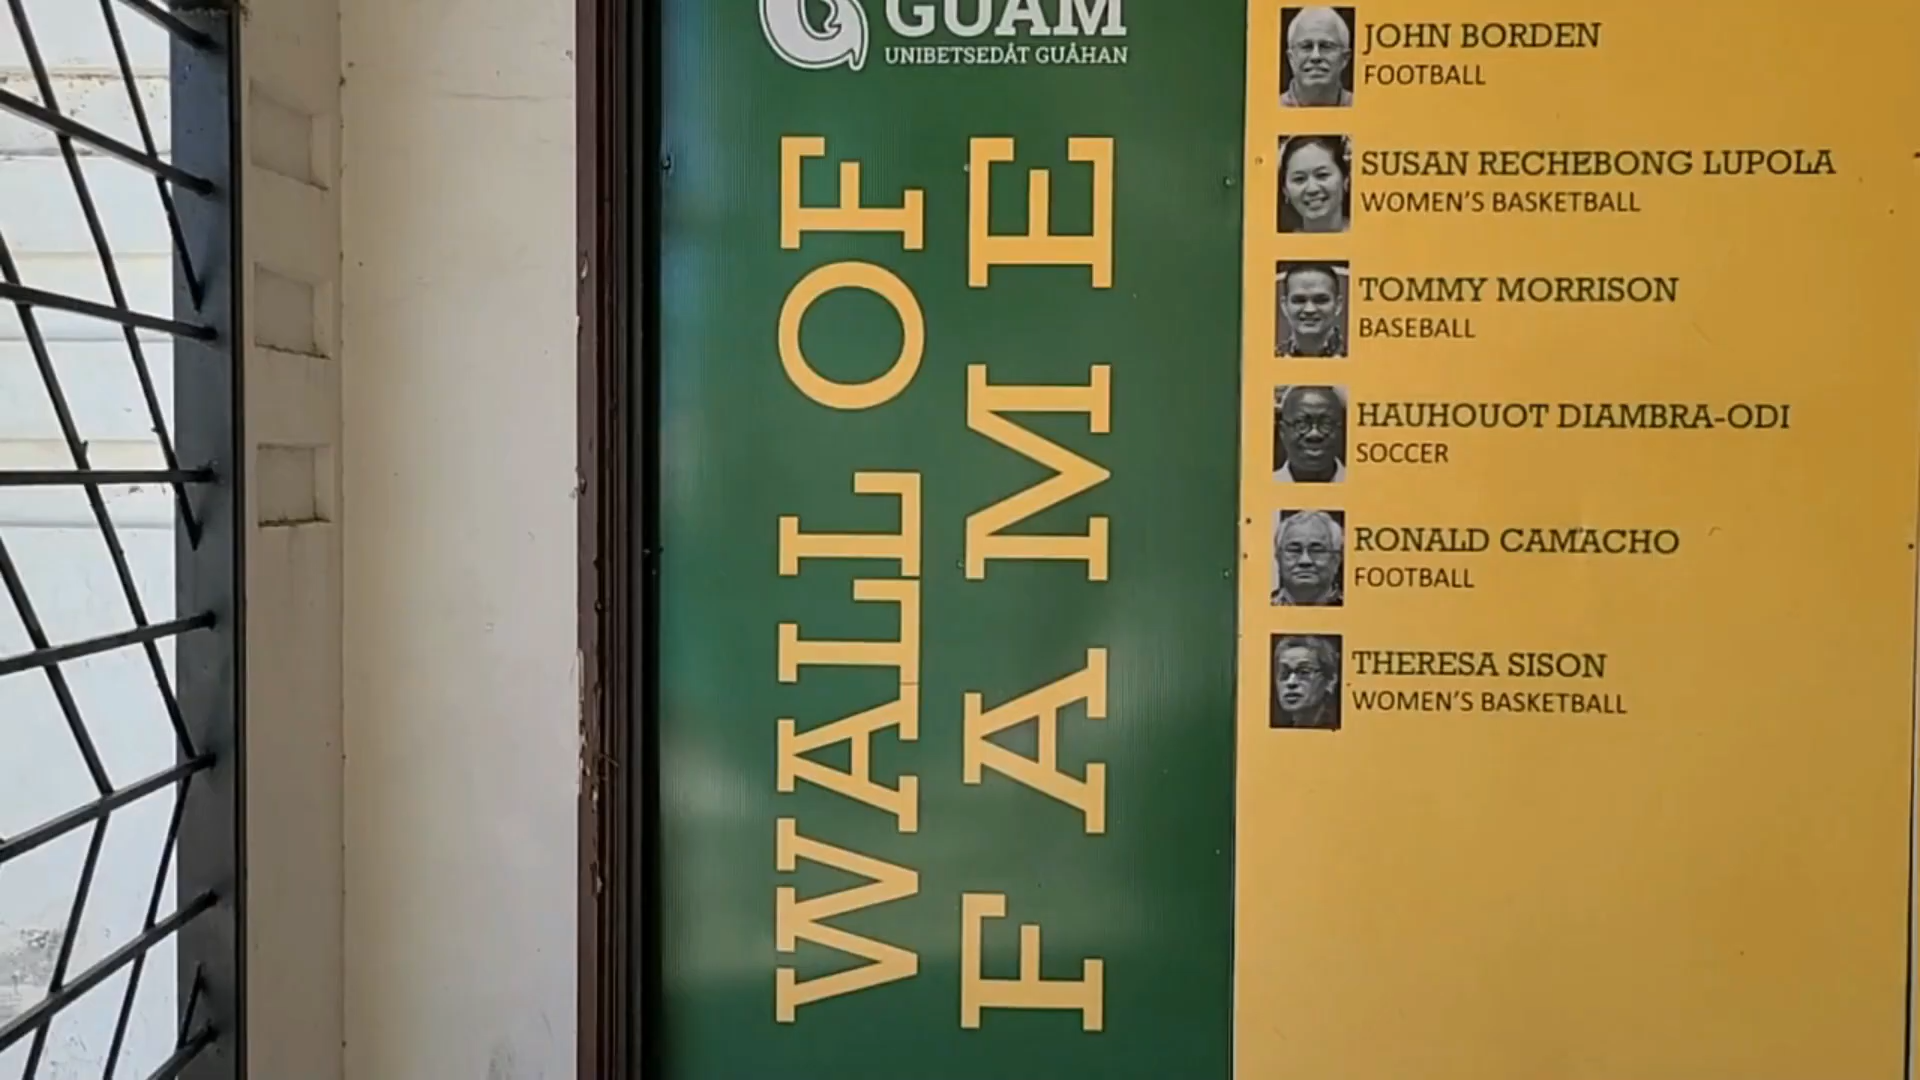 GUAM
UNIBETSEDÅT GUÅHAN
WALL OF
FAME
JOHN BORDEN
FOOTBALL
SUSAN RECHEBONG LUPOLA
WOMEN'S BASKETBALL
TOMMY MORRISON
BASEBALL
HAUHOUOT DIAMBRA-ODI
SOCCER
RONALD CAMACHO
FOOTBALL
THERESA SISON
WOMEN'S BASKETBALL